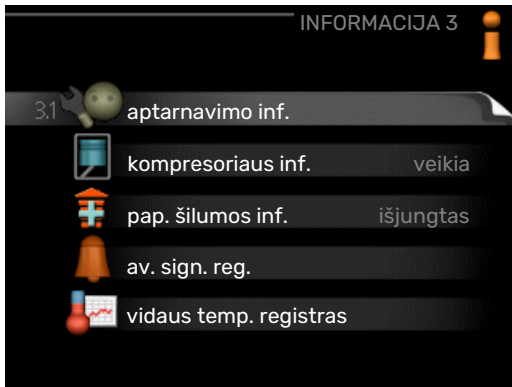 INFORMACIJA 3
3.1 aptarnavimo inf.
kompresoriaus inf. veikia
pap. šilumos inf. išjungtas
av. sign. reg.
vidaus temp. registras